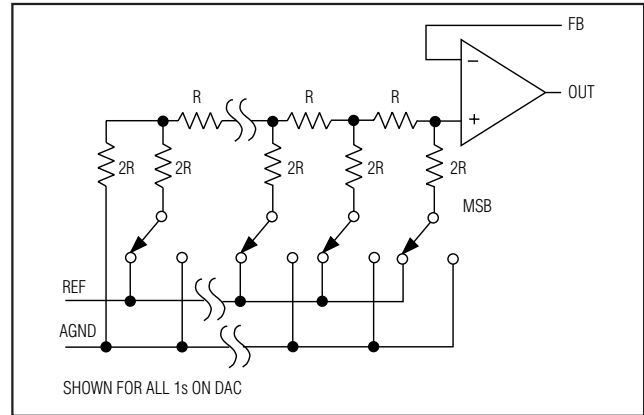 FB
OUT
R R R
2R 2R 2R 2R 2R
MSB
REF
AGND
SHOWN FOR ALL 1s ON DAC
− +